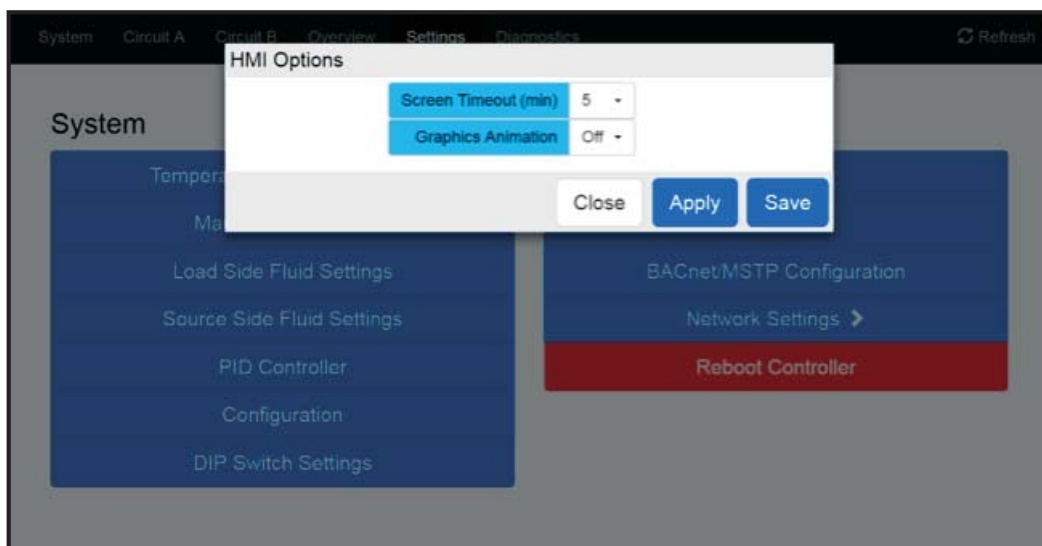 System Circuit A Circuit B Overview Settings Diagnostics Refresh
HMI Options
Screen Timeout (min) 5
Graphics Animation Off
Close Apply Save
System
Load Side Fluid Settings
Source Side Fluid Settings
PID Controller
Configuration
DIP Switch Settings
BACnet/MSTP Configuration
Network Settings
Reboot Controller